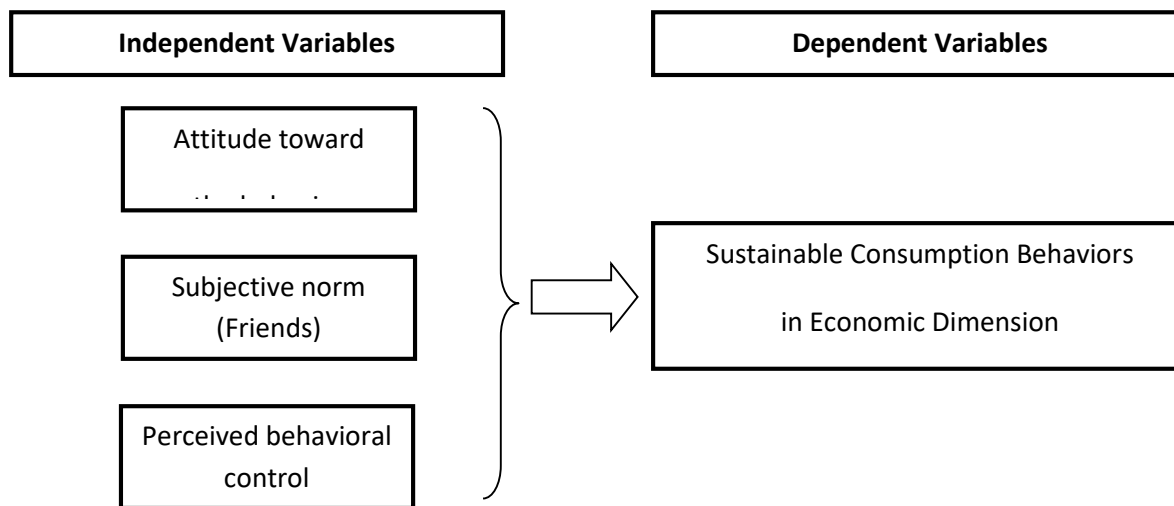 Independent Variables
Dependent Variables
Attitude toward
Subjective norm
(Friends)
Perceived behavioral
control
Sustainable Consumption Behaviors
in Economic Dimension